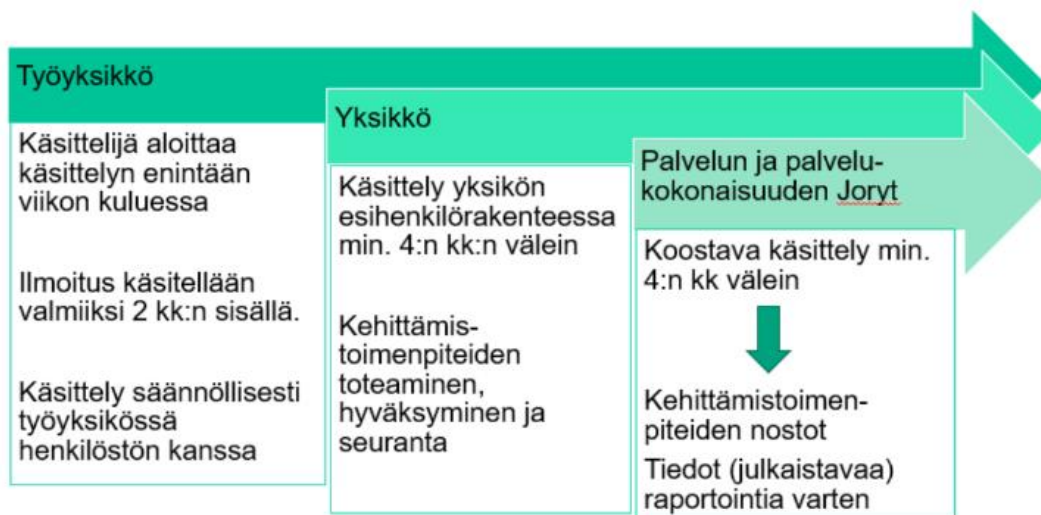 Työyksikkö
Käsittelijä aloittaa
käsittelyn enintään
viikon kuluessa
Ilmoitus käsitellään
valmiiksi 2 kk:n sisällä.
Käsittely säännöllisesti
työyksikössä
henkilöstön kanssa
Yksikkö
Käsittely yksikön
esihenkilörakenteessa
min. 4:n kk:n välein
Kehittämis-
toimenpiteiden
toteaminen,
hyväksyminen ja
seuranta
Palvelun ja palvelu-
kokonaisuuden Joryt
Koostava käsittely min.
4:n kk välein
Kehittämistoimen-
piteiden nostot
Tiedot (julkaistavaa)
raportointia varten